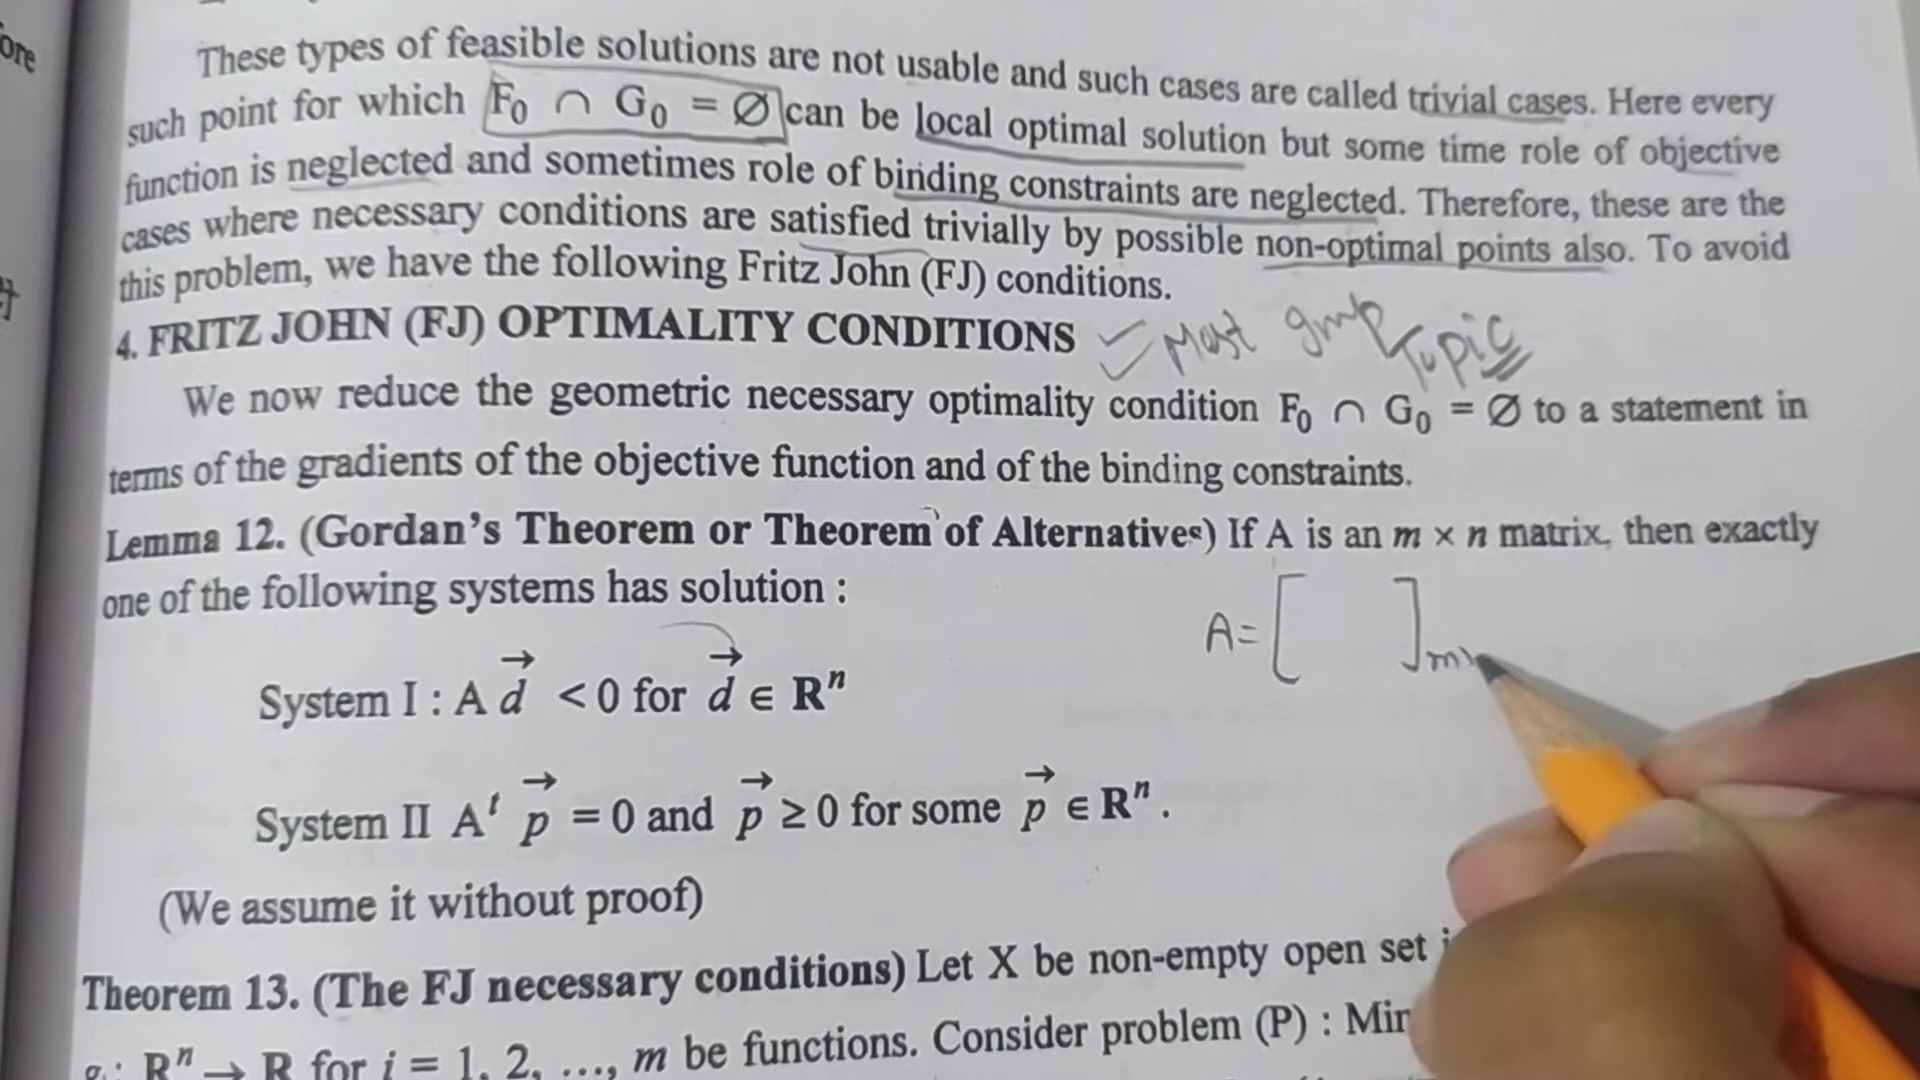 ore
These types of feasible solutions are not usable and such cases are called trivial cases. Here every
such point for which F₀ ∩ G₀ = Ø can be local optimal solution but some time role of objective
function is neglected and sometimes role of binding constraints are neglected. Therefore, these are the
cases where necessary conditions are satisfied trivially by possible non-optimal points also. To avoid
this problem, we have the following Fritz John (FJ) conditions.
4. FRITZ JOHN (FJ) OPTIMALITY CONDITIONS Most Imp Topic
We now reduce the geometric necessary optimality condition F₀ ∩ G₀ = Ø to a statement in
terms of the gradients of the objective function and of the binding constraints.
Lemma 12. (Gordan's Theorem or Theorem of Alternatives) If A is an m × n matrix, then exactly
one of the following systems has solution :
A = [ ] m
System I : A d⃗ < 0 for d⃗ ∈ Rⁿ
System II Aᵗ p⃗ = 0 and p⃗ ≥ 0 for some p⃗ ∈ Rⁿ.
(We assume it without proof)
Theorem 13. (The FJ necessary conditions) Let X be non-empty open set
: Rⁿ → R for i = 1, 2, ..., m be functions. Consider problem (P) :